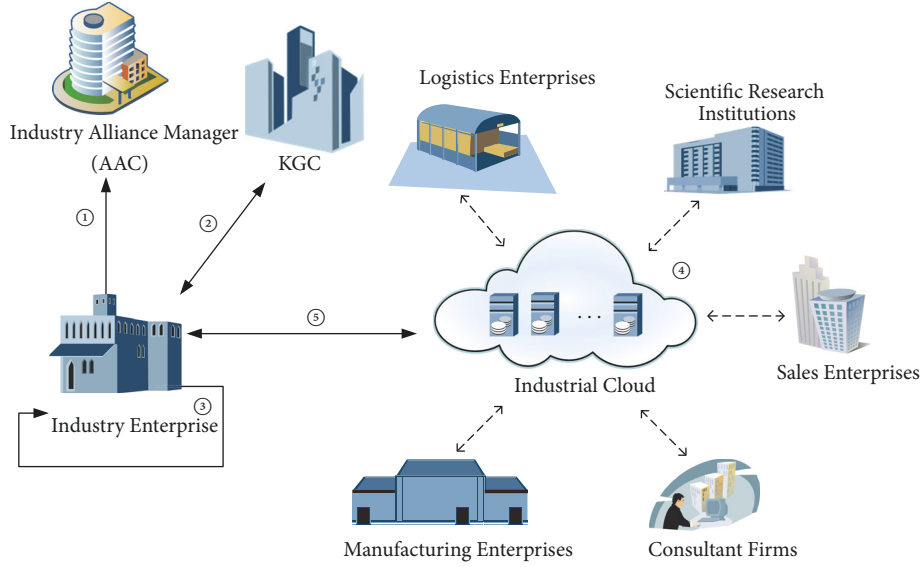 Industry Alliance Manager
(AAC)
KGC
Logistics Enterprises
Scientific Research
Institutions
①
②
④
⑤
Industrial Cloud
Sales Enterprises
③
Industry Enterprise
Manufacturing Enterprises
Consultant Firms
...